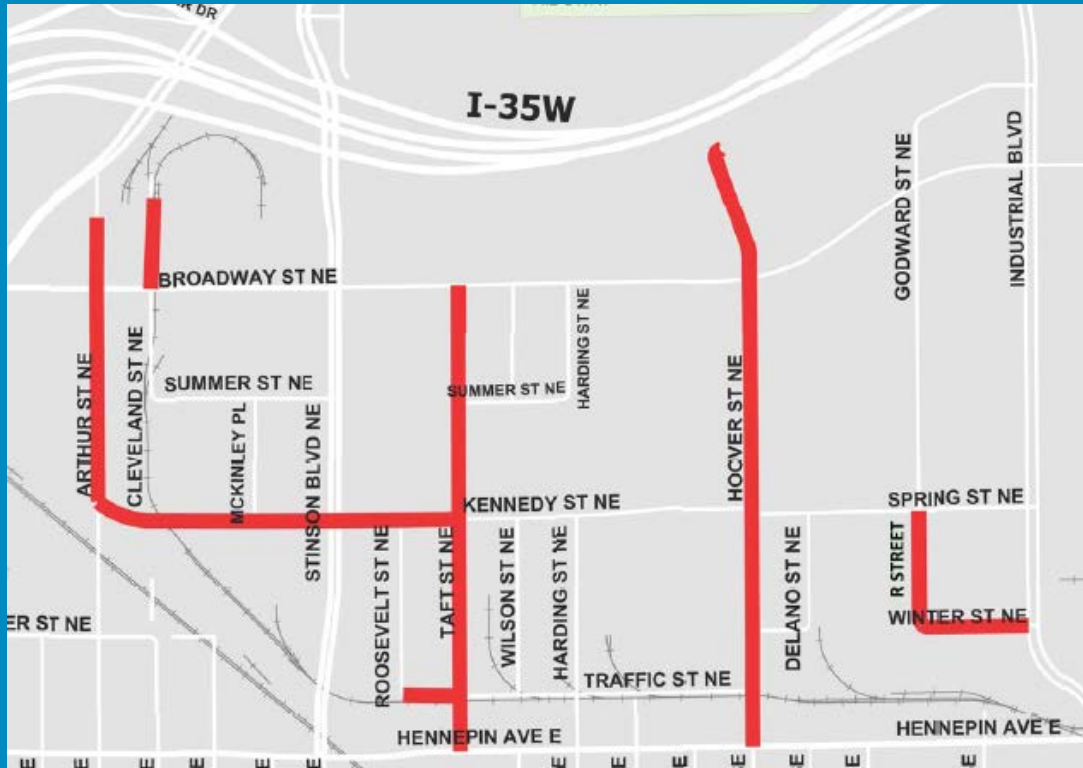 DR
I-35W
GODWARD ST NE
INDUSTRIAL BLVD
BROADWAY ST NE
HARDING ST NE
ARTHUR ST NE
CLEVELAND ST NE
SUMMER ST NE
SUMMER ST NE
MCKINLEY PL
STINSON BLVD NE
HOOVER ST NE
KENNEDY ST NE
SPRING ST NE
ROOSEVELT ST NE
TAFT ST NE
WILSON ST NE
HARDING ST NE
DELANO ST NE
R STREET
WINTER ST NE
ER ST NE
TRAFFIC ST NE
HENNEPIN AVE E
HENNEPIN AVE E
E
E
E
E
E
E
E
E
E
E
E
E